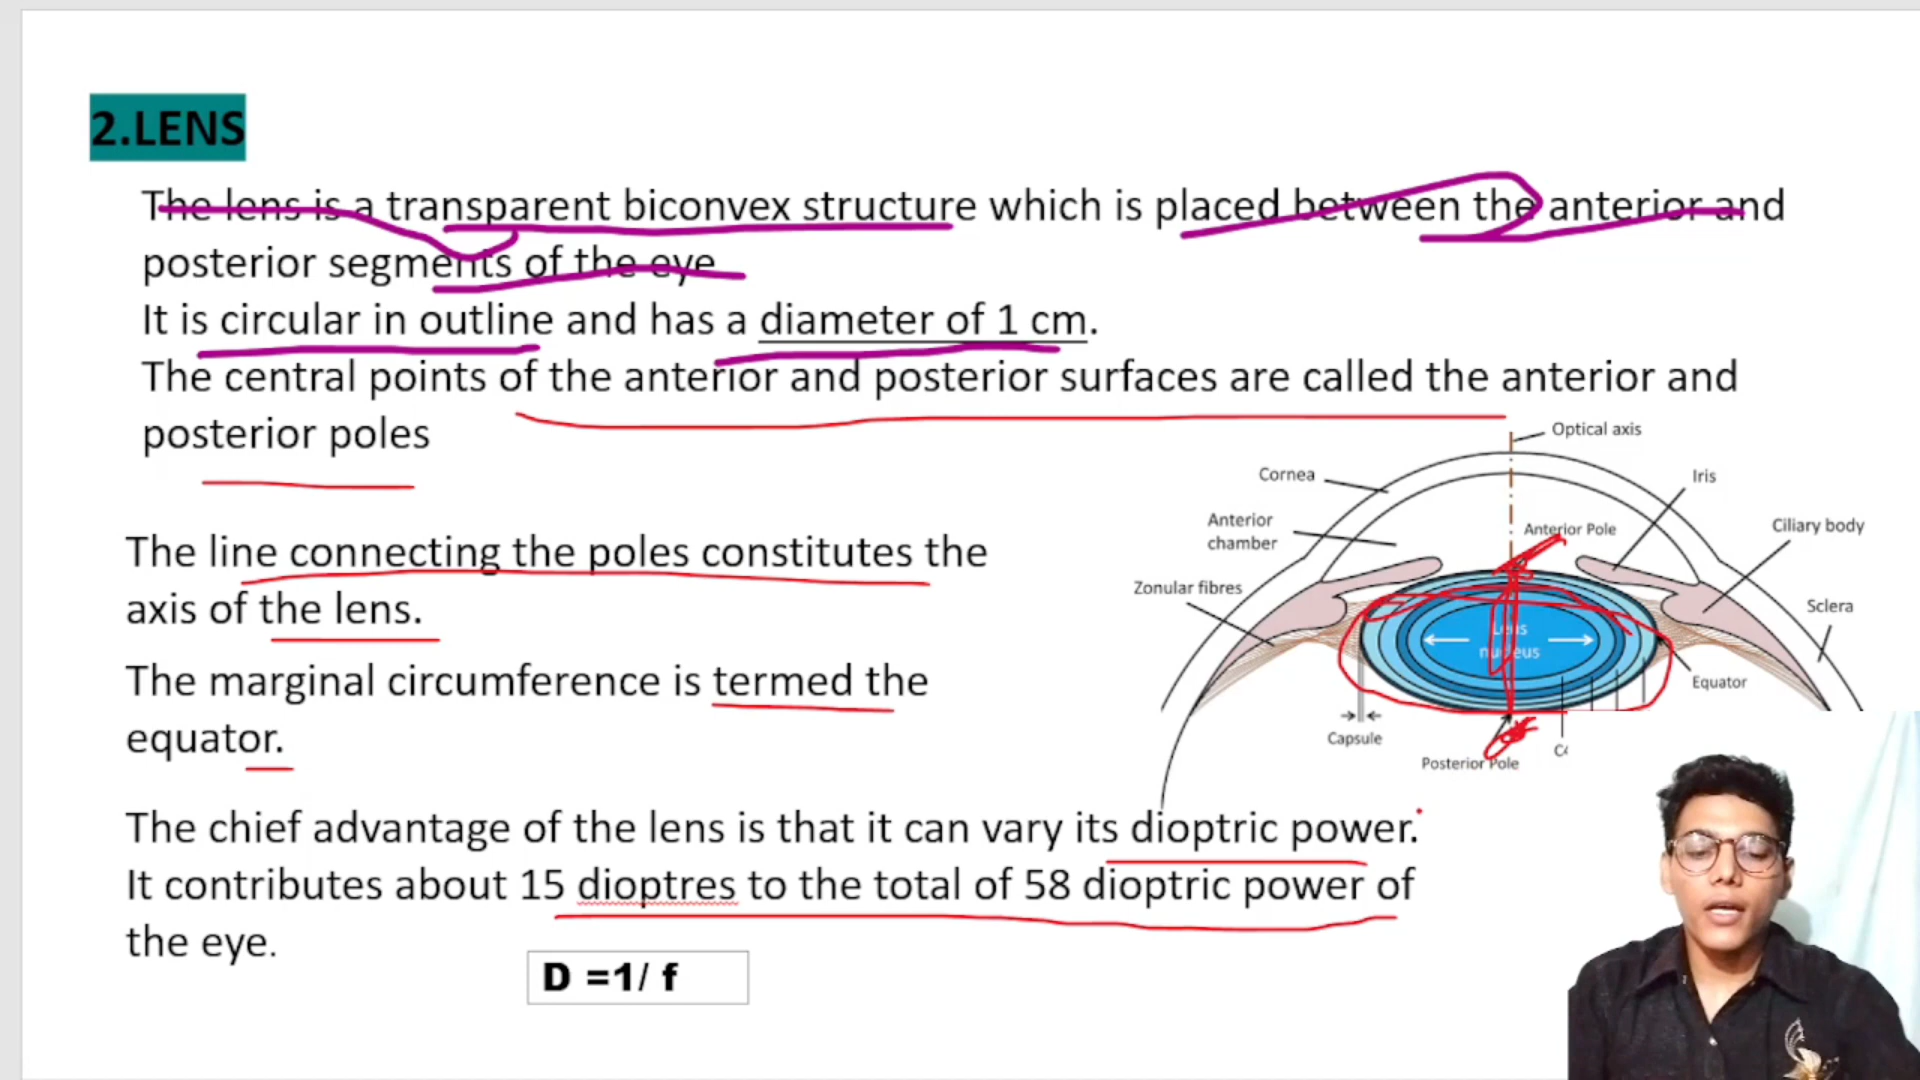 2.LENS
The lens is a transparent biconvex structure which is placed between the anterior and
posterior segments of the eye
It is circular in outline and has a diameter of 1 cm.
The central points of the anterior and posterior surfaces are called the anterior and
posterior poles
The line connecting the poles constitutes the
axis of the lens.
The marginal circumference is termed the
equator.
The chief advantage of the lens is that it can vary its dioptric power.
It contributes about 15 dioptres to the total of 58 dioptric power of
the eye.
D =1/ f
Optical axis
Cornea
Iris
Anterior
chamber
Anterior Pole
Ciliary body
Zonular fibres
Sclera
Lens
nucleus
Equator
Capsule
Posterior Pole